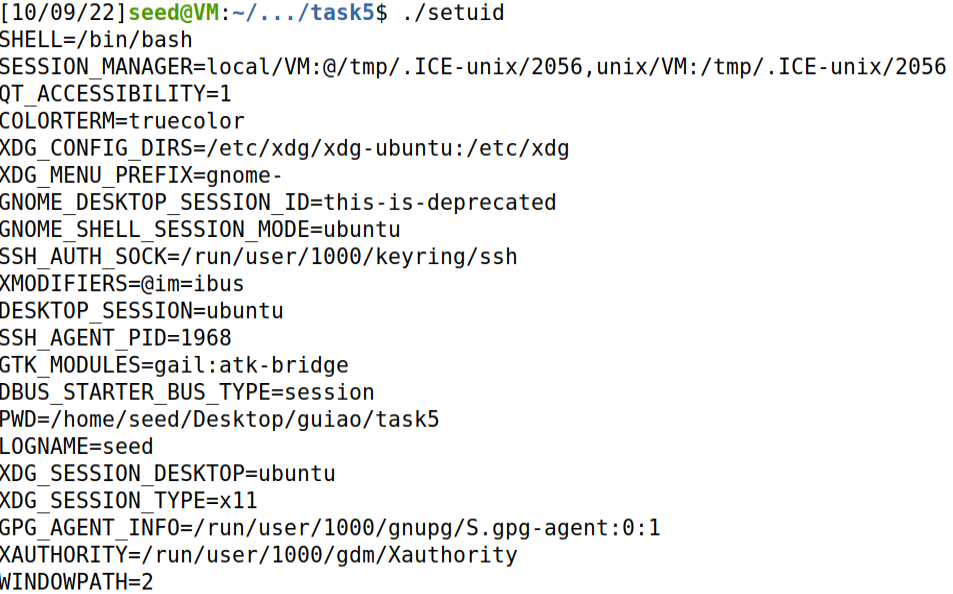 [10/09/22]seed@VM:~/.../task5$ ./setuid
SHELL=/bin/bash
SESSION_MANAGER=local/VM:@/tmp/.ICE-unix/2056,unix/VM:/tmp/.ICE-unix/2056
QT_ACCESSIBILITY=1
COLORTERM=truecolor
XDG_CONFIG_DIRS=/etc/xdg/xdg-ubuntu:/etc/xdg
XDG_MENU_PREFIX=gnome-
GNOME_DESKTOP_SESSION_ID=this-is-deprecated
GNOME_SHELL_SESSION_MODE=ubuntu
SSH_AUTH_SOCK=/run/user/1000/keyring/ssh
XMODIFIERS=@im=ibus
DESKTOP_SESSION=ubuntu
SSH_AGENT_PID=1968
GTK_MODULES=gail:atk-bridge
DBUS_STARTER_BUS_TYPE=session
PWD=/home/seed/Desktop/guiao/task5
LOGNAME=seed
XDG_SESSION_DESKTOP=ubuntu
XDG_SESSION_TYPE=x11
GPG_AGENT_INFO=/run/user/1000/gnupg/S.gpg-agent:0:1
XAUTHORITY=/run/user/1000/gdm/Xauthority
WINDOWPATH=2